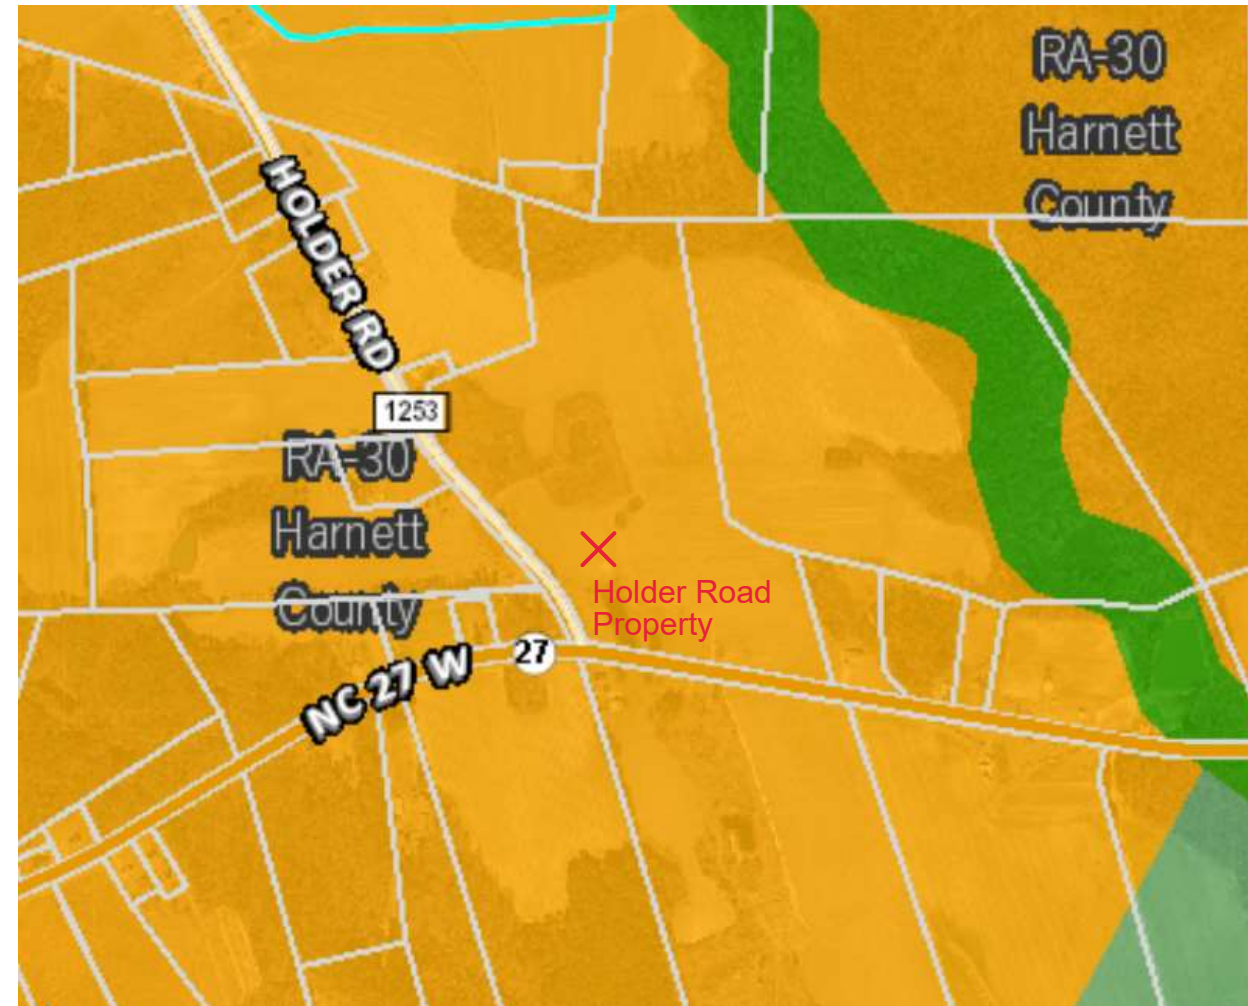 RA-30
Harnett
County
HOLDER RD
1253
RA-30
Harnett
County
Holder Road
Property
27
NC 27 W